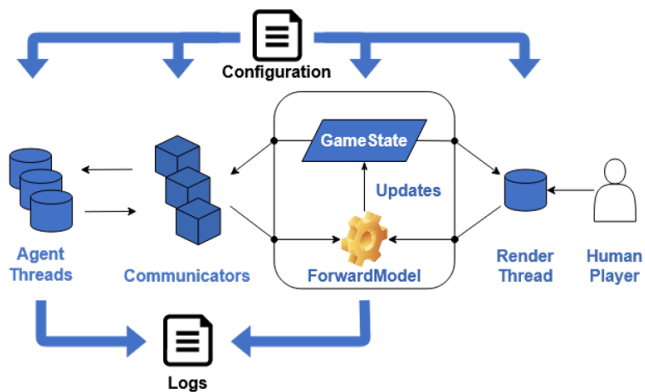 Configuration
GameState
Updates
Agent
Threads
Communicators
ForwardModel
Render
Thread
Human
Player
Logs